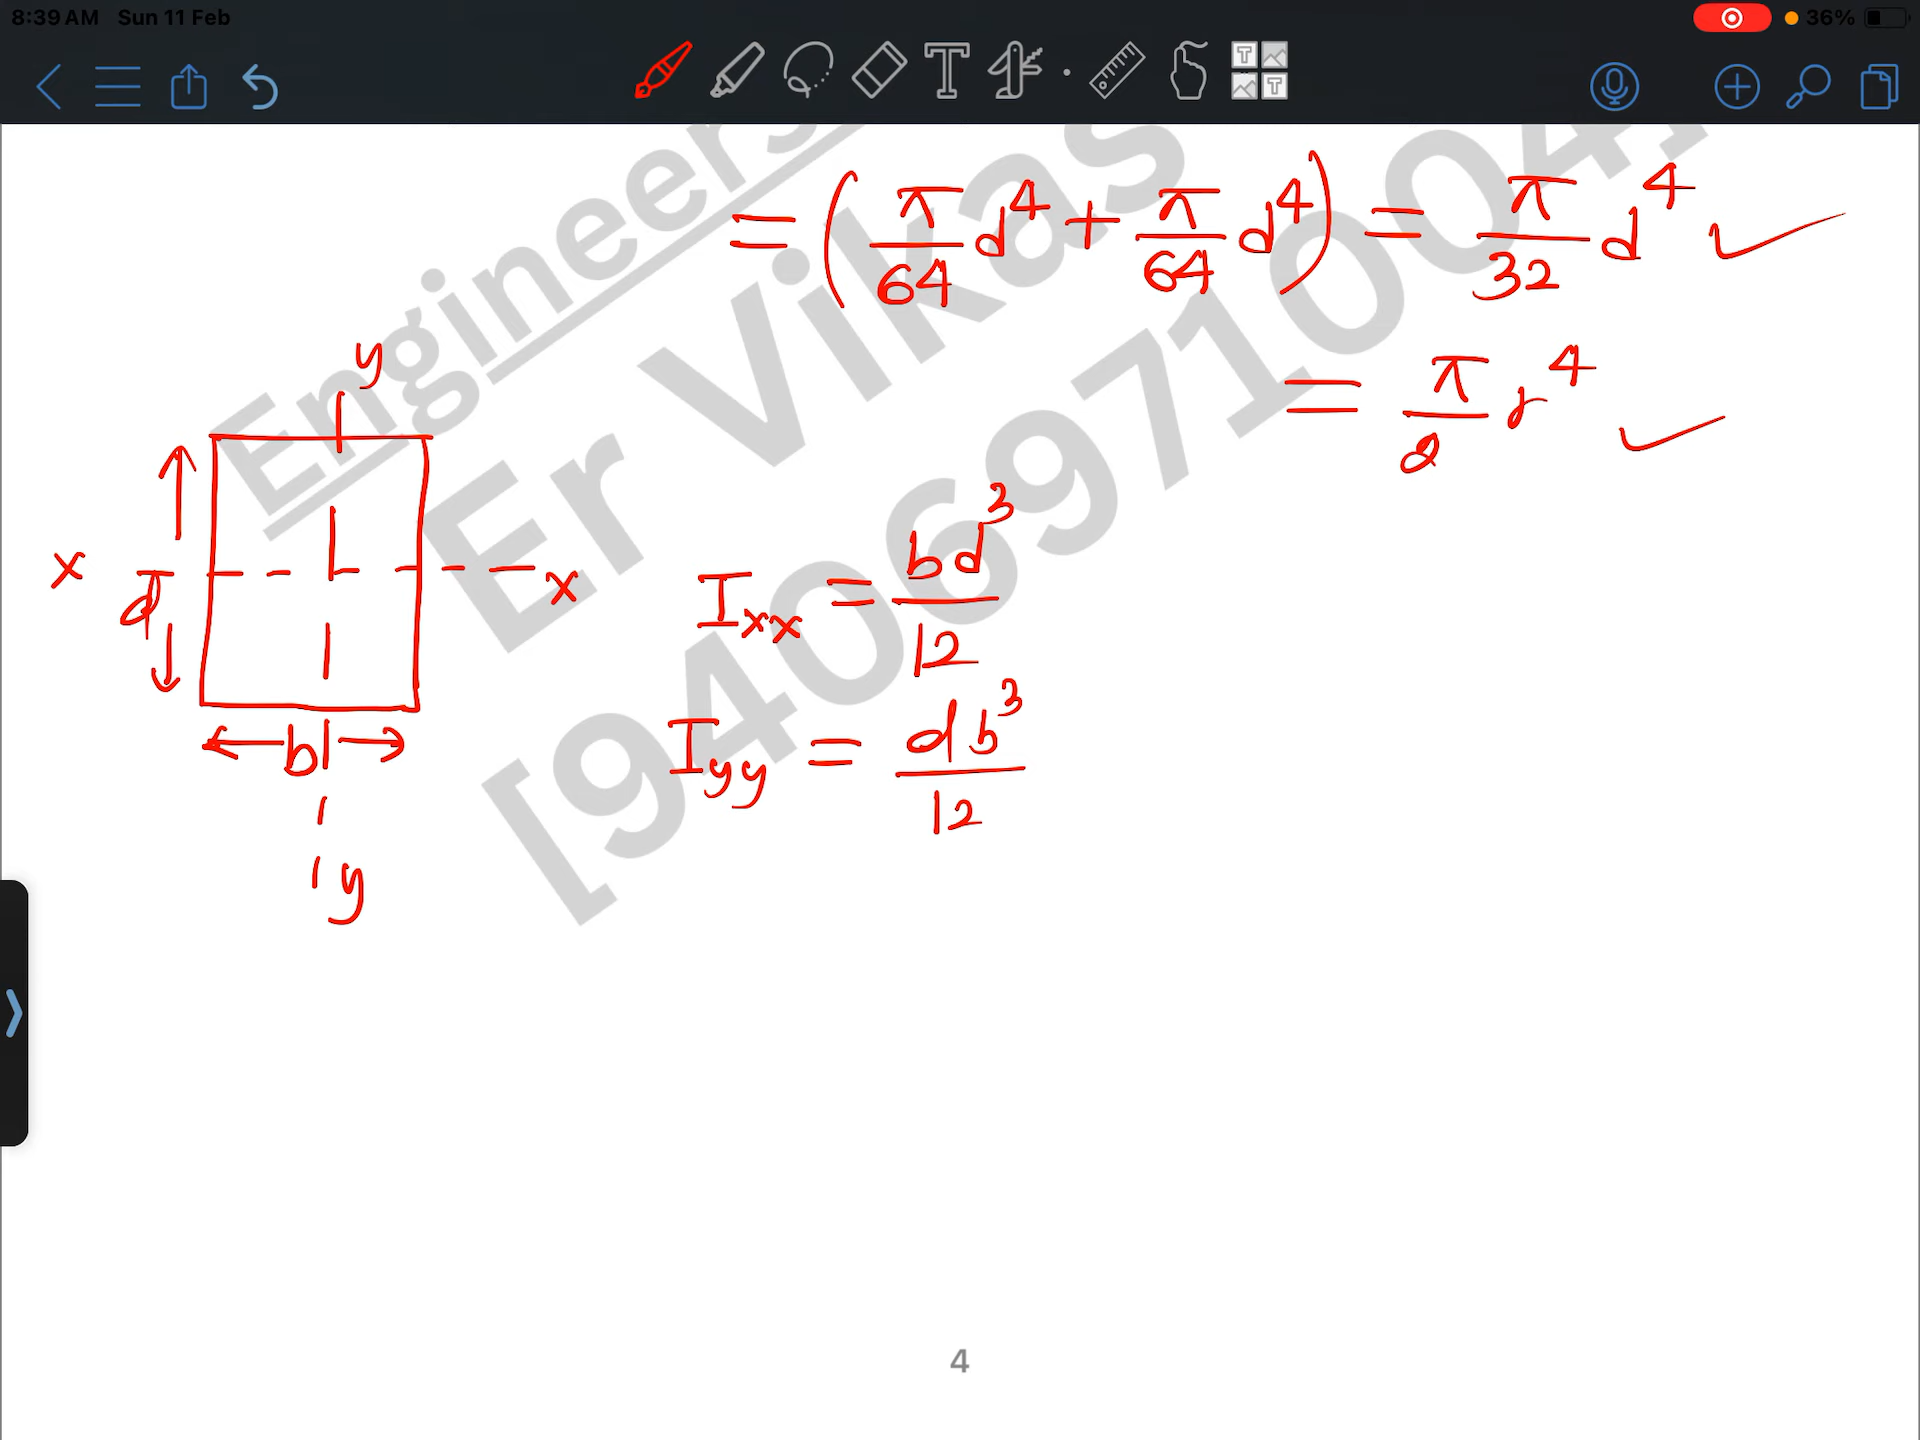 8:39 AM Sun 11 Feb
36%
= (π/64 d⁴ + π/64 d⁴) = π/32 d⁴ ✓
= π/2 r⁴ ✓
y
x d x
b
y
Ixx = bd³/12
Iyy = db³/12
Engineers
Er Vikas
[9406971004]
4